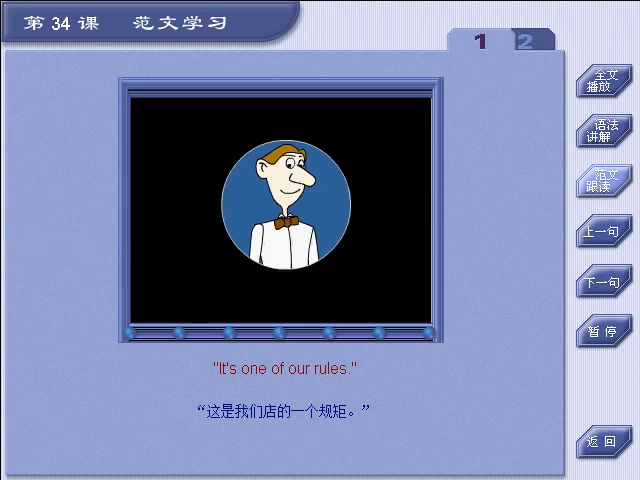 第 34 课 范文学习
1 2
全文
播放
语法
讲解
范文
跟读
上一句
下一句
暂 停
"It's one of our rules."
“这是我们店的一个规矩。”
返 回